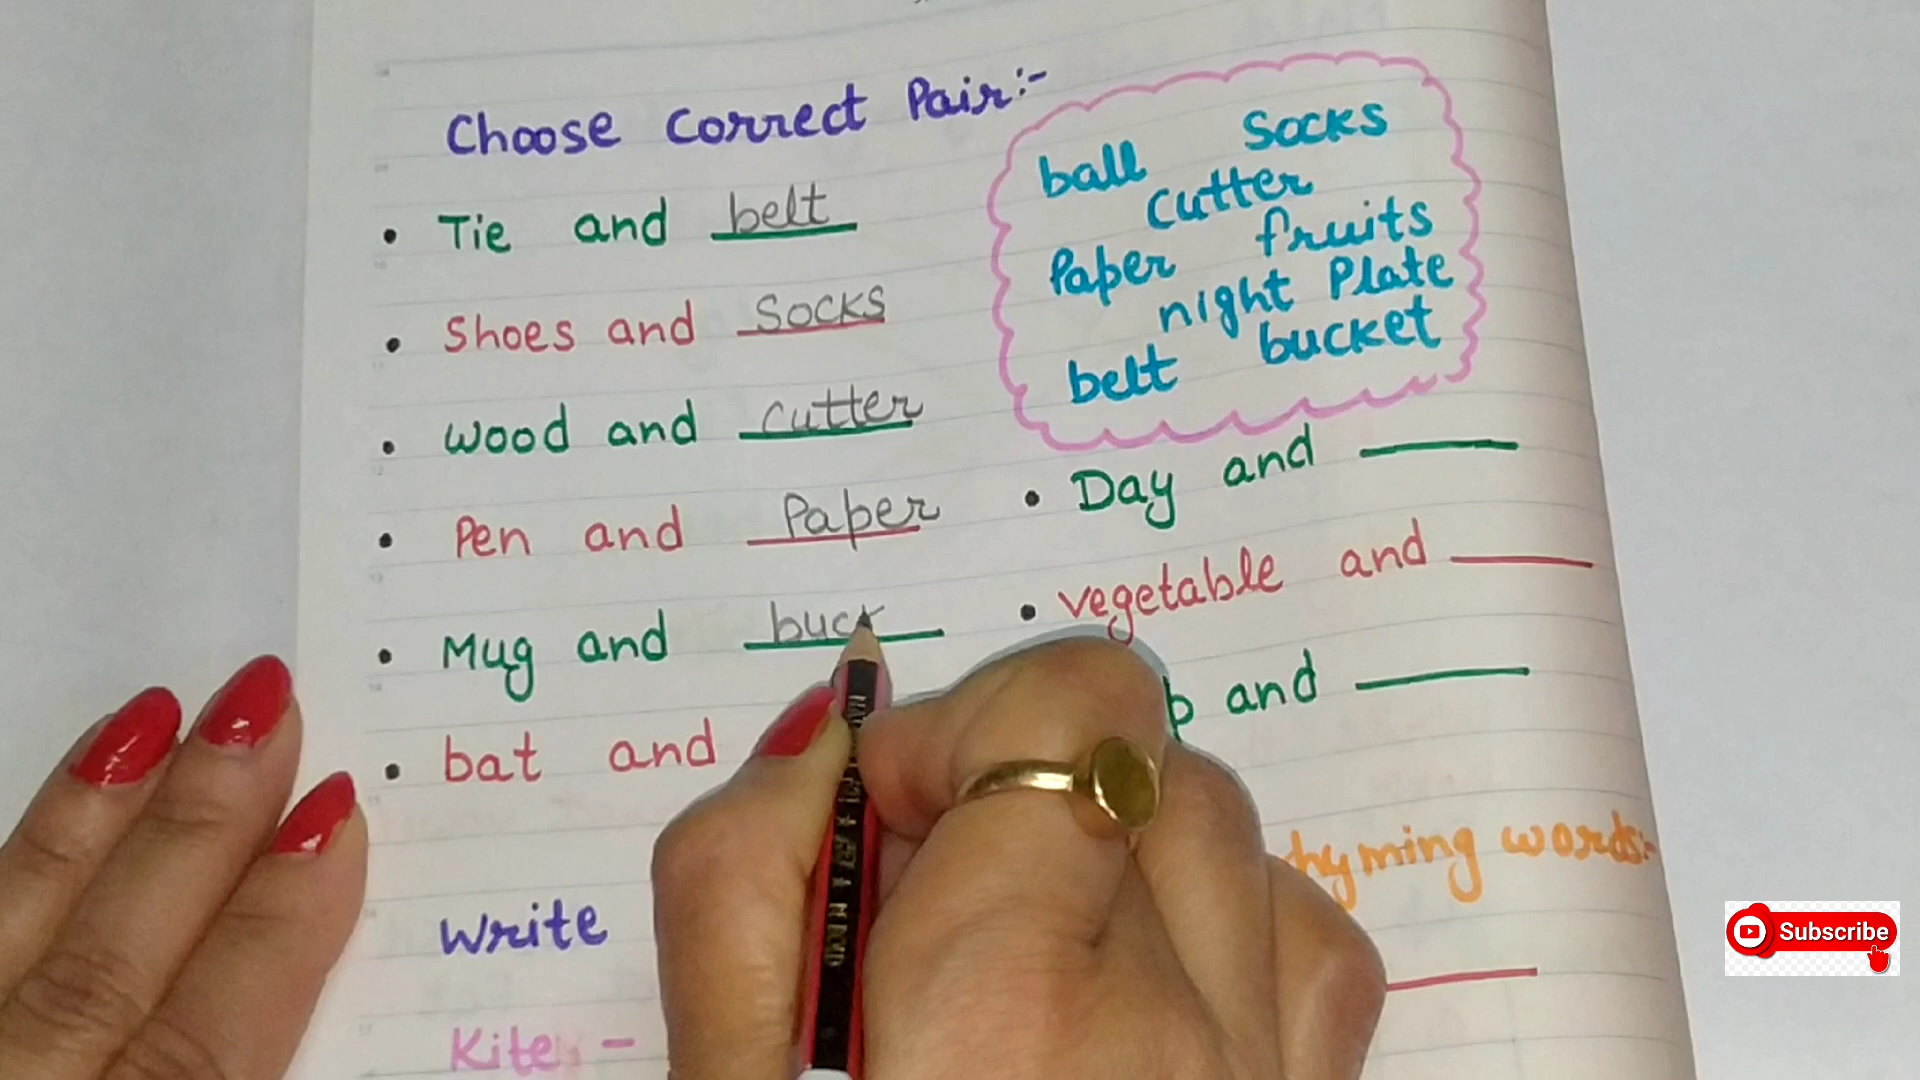 Choose Correct Pair:-
ball Socks
Cutter
Paper fruits
night Plate
belt bucket
• Tie and belt
• Shoes and Socks
• Wood and Cutter
• Pen and Paper
• Mug and buck
• bat and
• Day and
• vegetable and
and
Write
words:-
Kite -
Subscribe